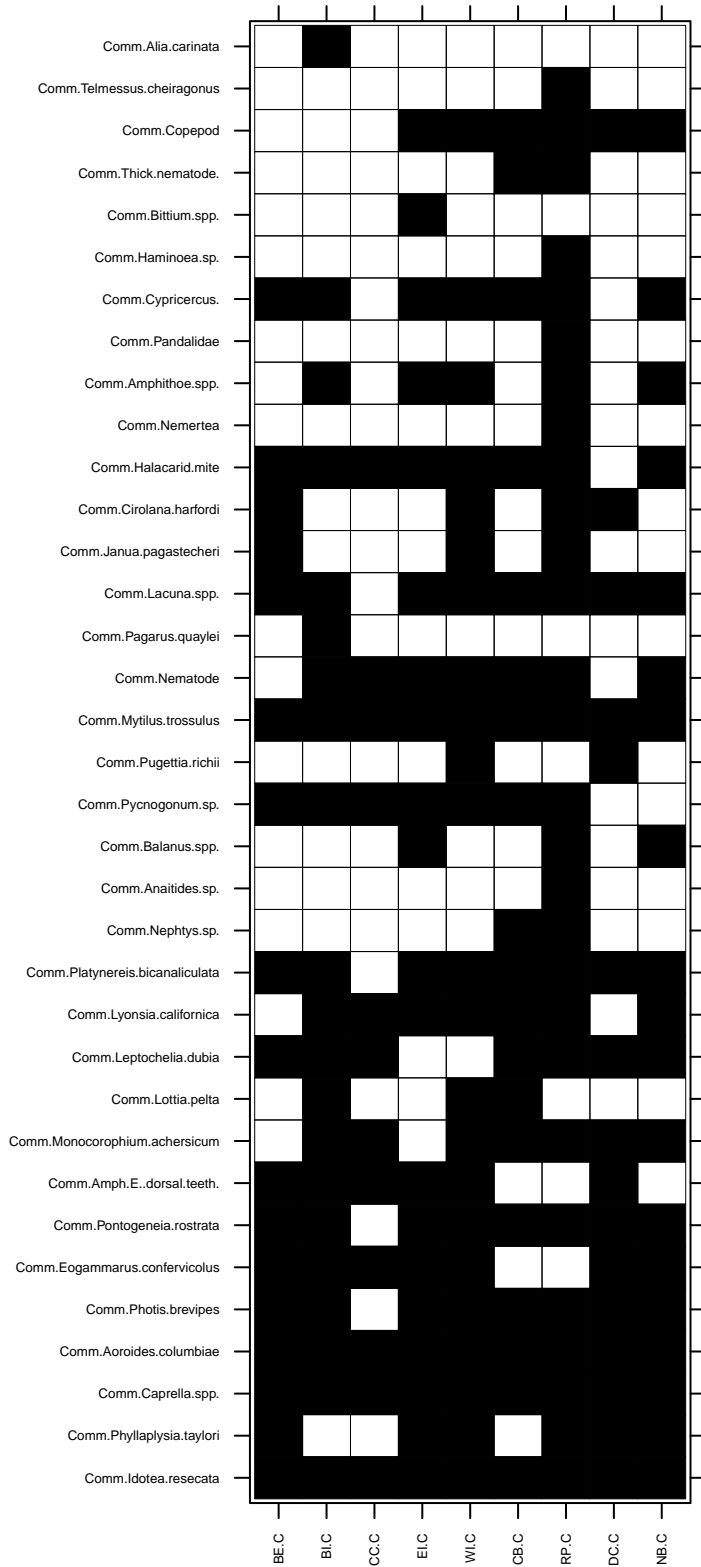 Comm.Alia.carinata
Comm.Telmessus.cheiragonus
Comm.Copepod
Comm.Thick.nematode.
Comm.Bittium.spp.
Comm.Haminoea.sp.
Comm.Cypricercus.
Comm.Pandalidae
Comm.Amphithoe.spp.
Comm.Nemertea
Comm.Halacarid.mite
Comm.Cirolana.harfordi
Comm.Janua.pagastecheri
Comm.Lacuna.spp.
Comm.Pagarus.quaylei
Comm.Nematode
Comm.Mytilus.trossulus
Comm.Pugettia.richii
Comm.Pycnogonum.sp.
Comm.Balanus.spp.
Comm.Anaitides.sp.
Comm.Nephtys.sp.
Comm.Platynereis.bicanaliculata
Comm.Lyonsia.californica
Comm.Leptochelia.dubia
Comm.Lottia.pelta
Comm.Monocorophium.achersicum
Comm.Amph.E..dorsal.teeth.
Comm.Pontogeneia.rostrata
Comm.Eogammarus.confervicolus
Comm.Photis.brevipes
Comm.Aoroides.columbiae
Comm.Caprella.spp.
Comm.Phyllaplysia.taylori
Comm.Idotea.resecata
BE.C
BI.C
CC.C
EI.C
WI.C
CB.C
RP.C
DC.C
NB.C